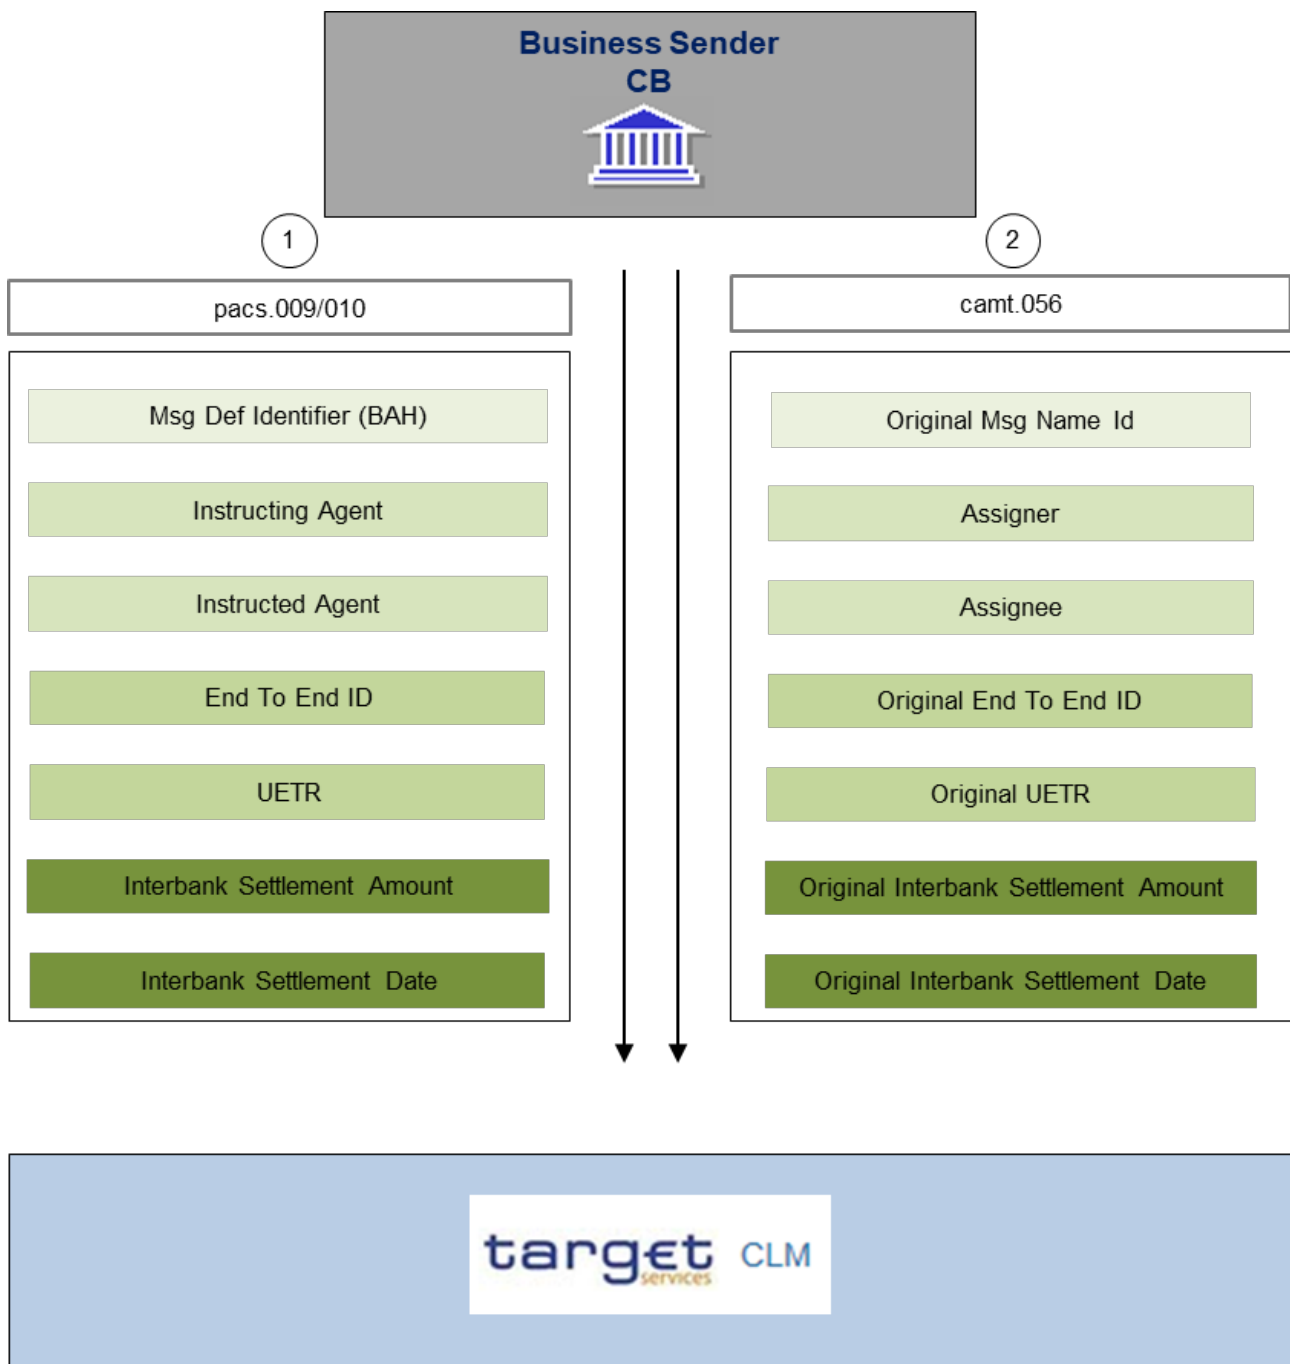 Business Sender
CB
1
2
pacs.009/010
camt.056
Msg Def Identifier (BAH)
Instructing Agent
Instructed Agent
End To End ID
UETR
Interbank Settlement Amount
Interbank Settlement Date
Original Msg Name Id
Assigner
Assignee
Original End To End ID
Original UETR
Original Interbank Settlement Amount
Original Interbank Settlement Date
target CLM
services